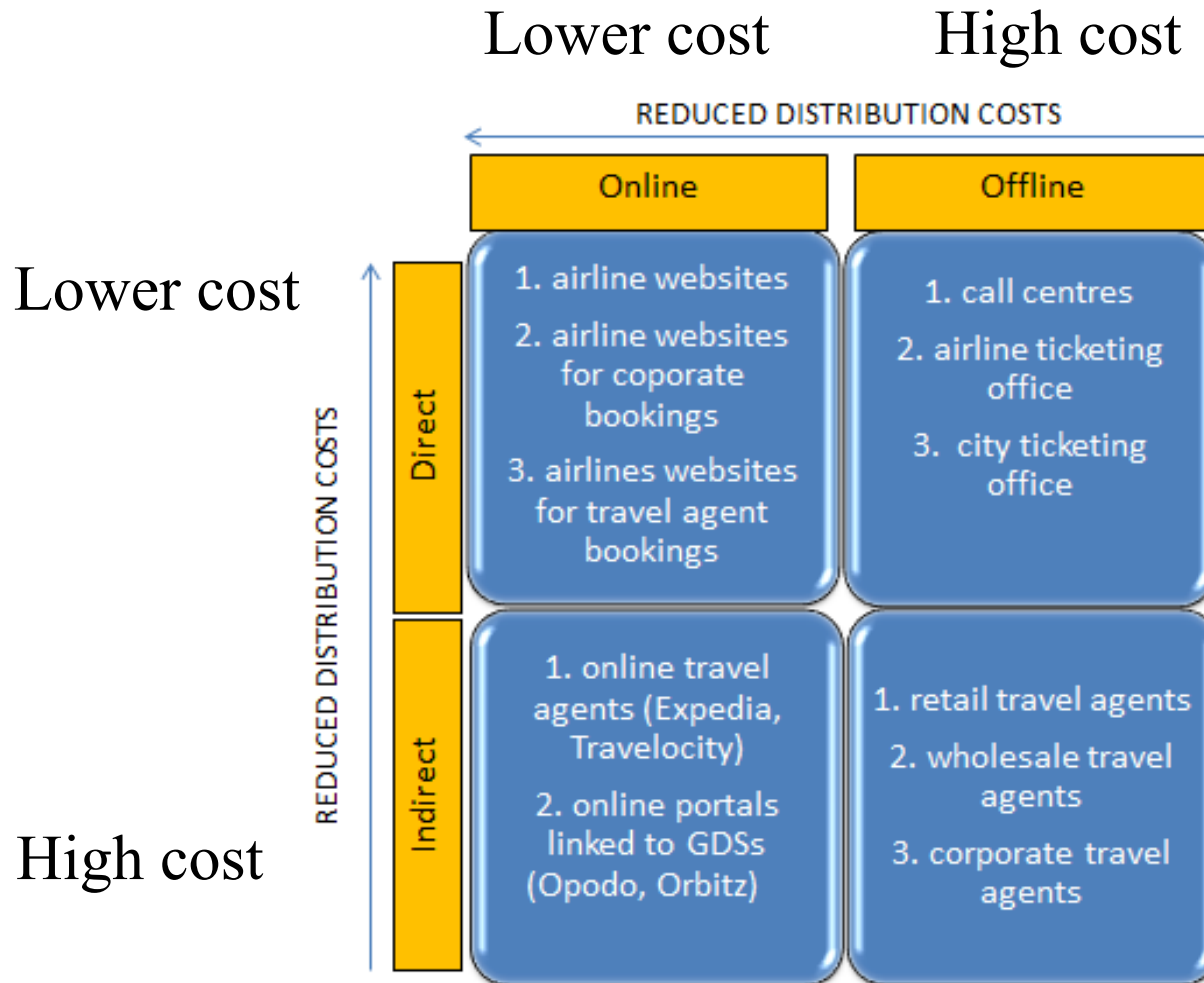 Lower cost
High cost
REDUCED DISTRIBUTION COSTS
Online
Offline
Lower cost
High cost
REDUCED DISTRIBUTION COSTS
Direct
1. airline websites
2. airline websites
for coporate
bookings
3. airlines websites
for travel agent
bookings
1. call centres
2. airline ticketing
office
3. city ticketing
office
Indirect
1. online travel
agents (Expedia,
Travelocity)
2. online portals
linked to GDSs
(Opodo, Orbitz)
1. retail travel agents
2. wholesale travel
agents
3. corporate travel
agents